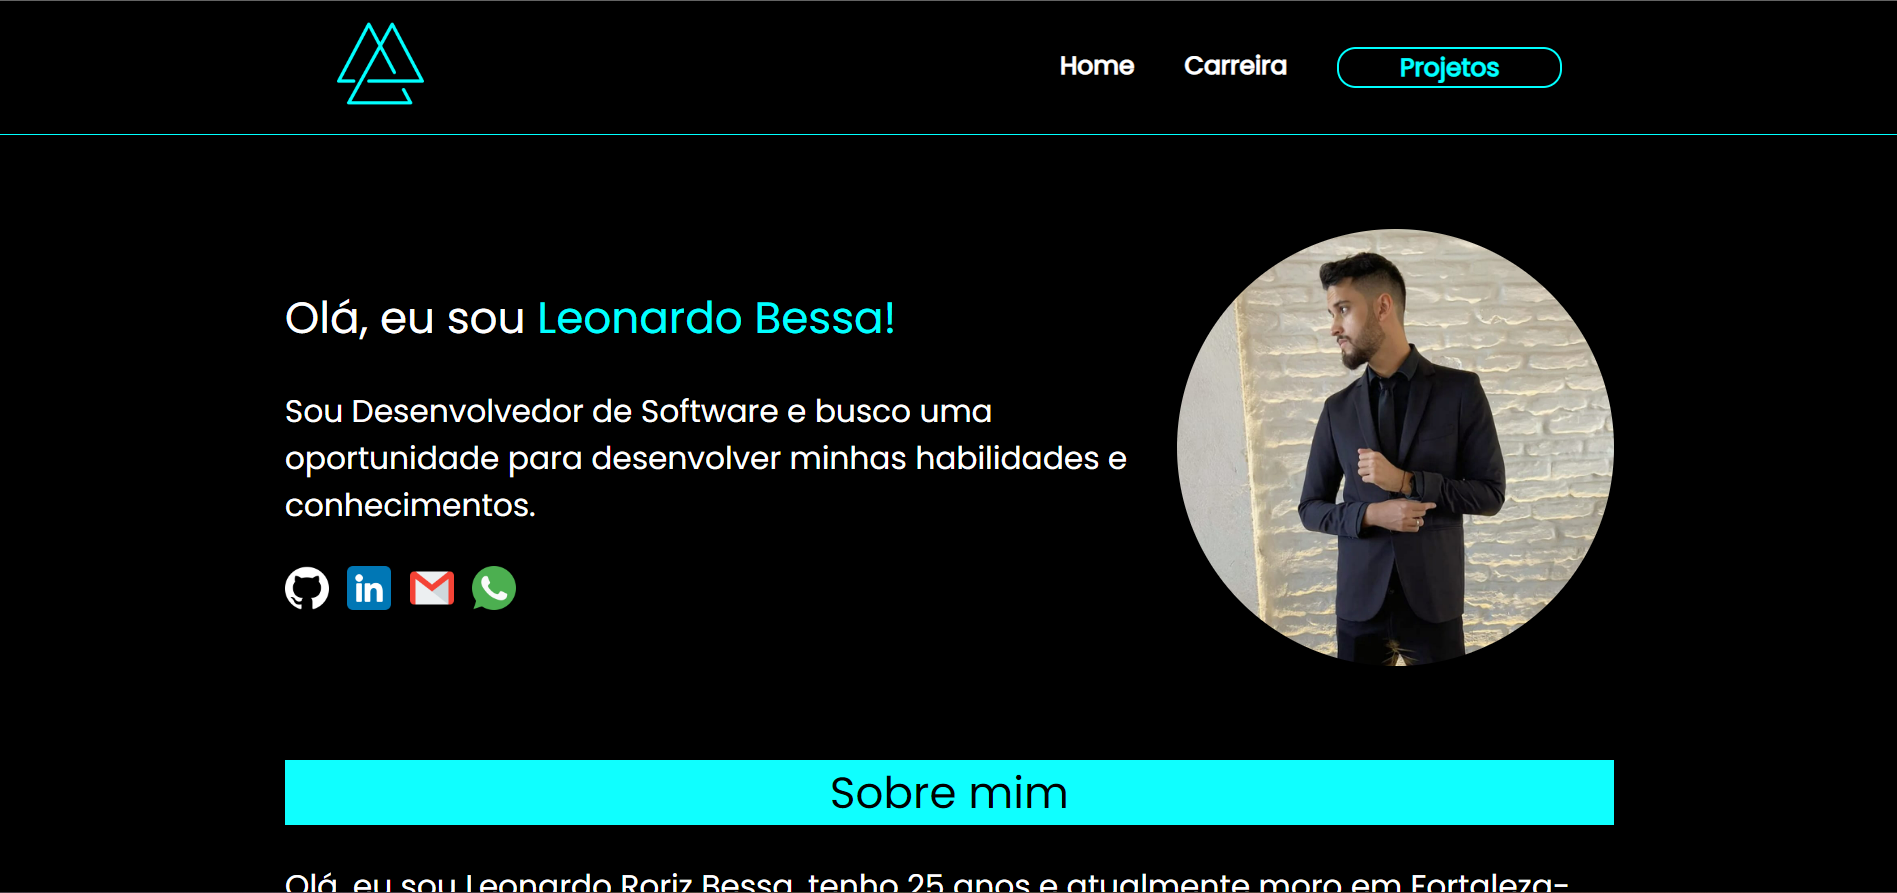 Home Carreira Projetos
Olá, eu sou Leonardo Bessa!
Sou Desenvolvedor de Software e busco uma
oportunidade para desenvolver minhas habilidades e
conhecimentos.
in
Sobre mim
Olá, eu sou Leonardo Roriz Bessa, tenho 25 anos e atualmente moro em Fortaleza-